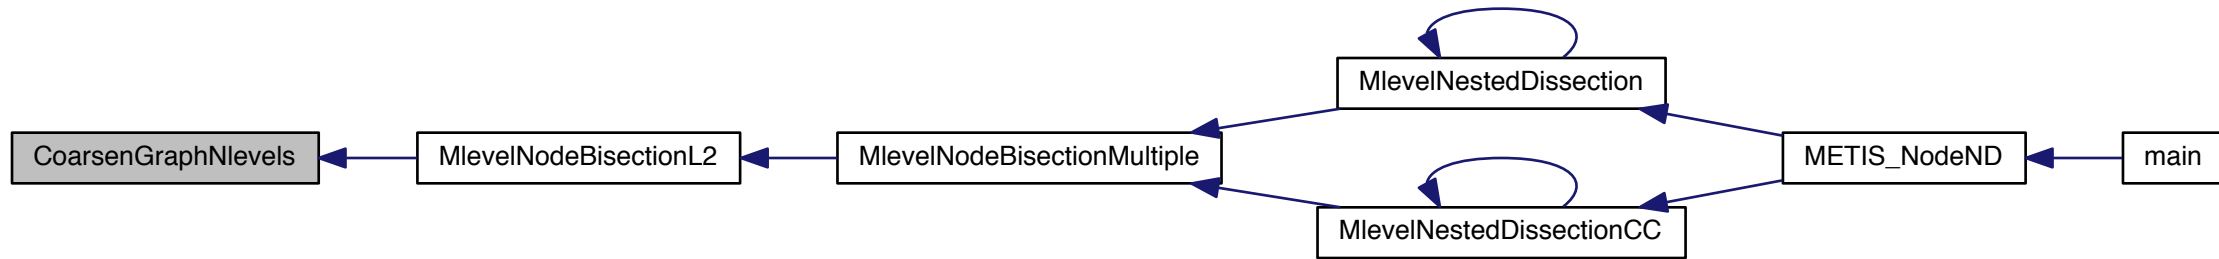 CoarsenGraphNlevels
MlevelNodeBisectionL2
MlevelNodeBisectionMultiple
MlevelNestedDissection
MlevelNestedDissectionCC
METIS_NodeND
main